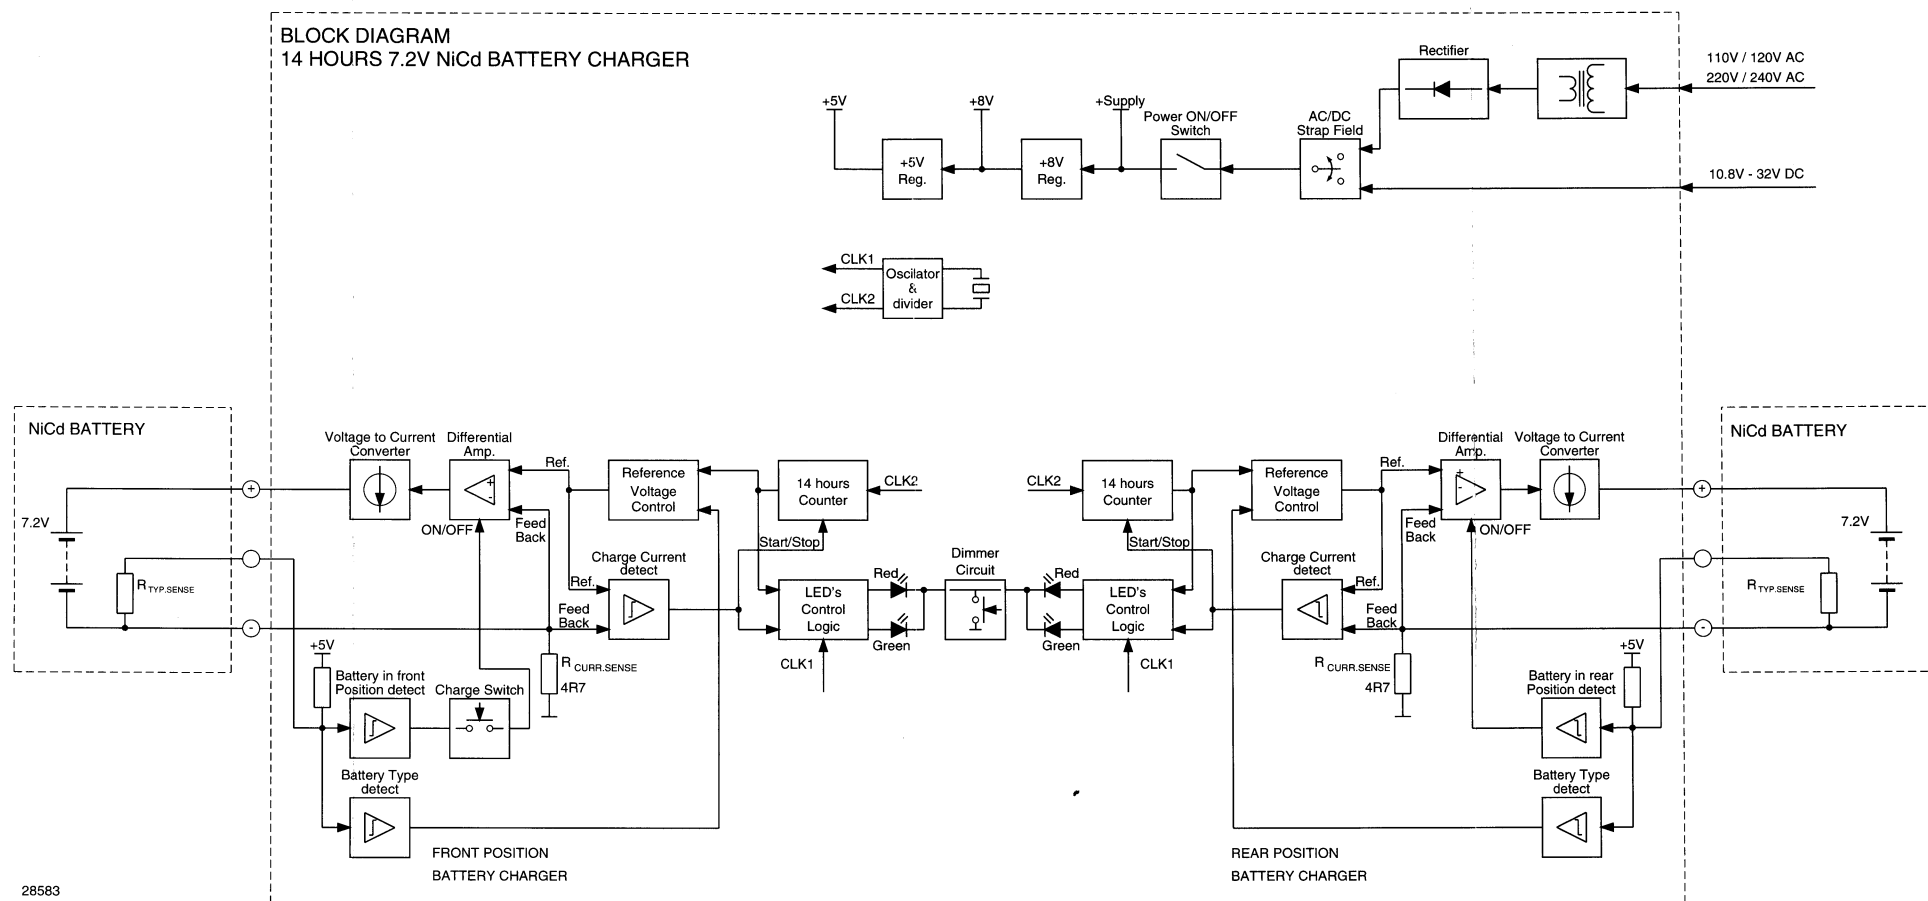 BLOCK DIAGRAM
14 HOURS 7.2V NiCd BATTERY CHARGER
Rectifier
110V / 120V AC
220V / 240V AC
+5V
+8V
+Supply
Power ON/OFF
Switch
AC/DC
Strap Field
+5V
Reg.
+8V
Reg.
10.8V - 32V DC
CLK1
CLK2
Oscilator
&
divider
NiCd BATTERY
7.2V
R TYP.SENSE
+
-
Voltage to Current
Converter
Differential
Amp.
+
-
ON/OFF
Ref.
Feed
Back
Reference
Voltage
Control
14 hours
Counter
CLK2
Start/Stop
Charge Current
detect
Ref.
Feed
Back
LED's
Control
Logic
CLK1
Red
Green
Dimmer
Circuit
R CURR.SENSE
4R7
+5V
Battery in front
Position detect
Charge Switch
Battery Type
detect
FRONT POSITION
BATTERY CHARGER
CLK2
14 hours
Counter
Reference
Voltage
Control
Ref.
Feed
Back
Differential
Amp.
+
-
ON/OFF
Voltage to Current
Converter
Start/Stop
Charge Current
detect
Ref.
Feed
Back
Red
Green
LED's
Control
Logic
CLK1
R CURR.SENSE
4R7
+5V
Battery in rear
Position detect
Battery Type
detect
REAR POSITION
BATTERY CHARGER
NiCd BATTERY
+
-
7.2V
R TYP.SENSE
28583